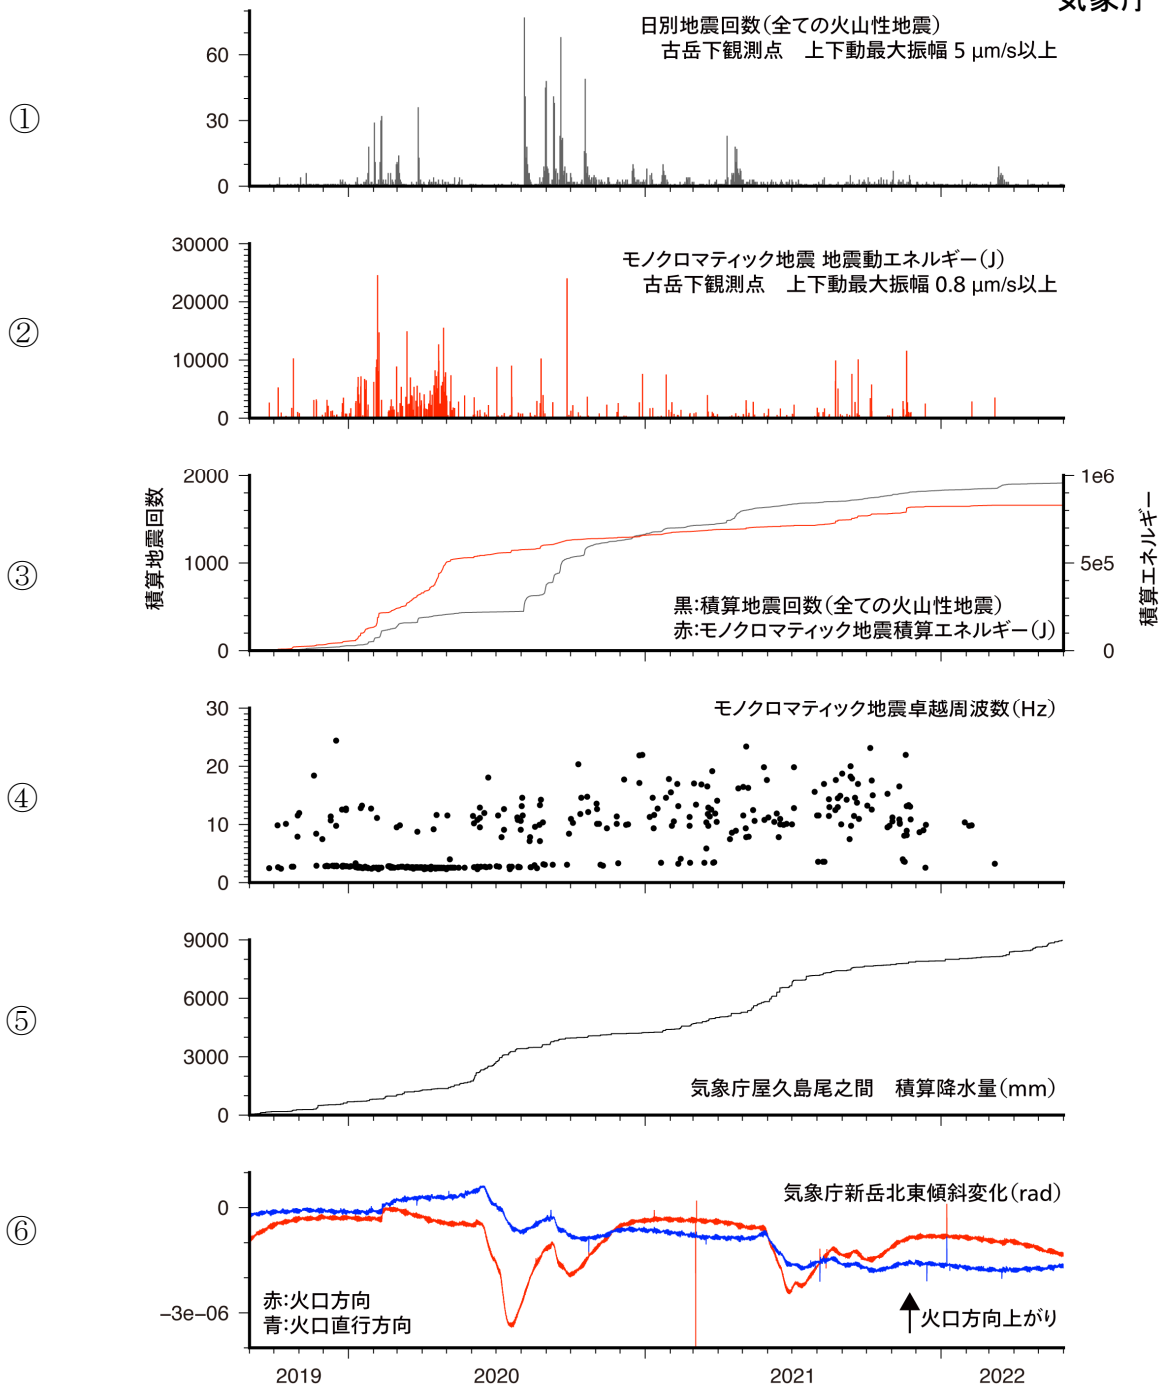 気象庁
日別地震回数（全ての火山性地震）
古岳下観測点　上下動最大振幅 5 μm/s以上
①
60
30
0
モノクロマティック地震 地震動エネルギー（J）
古岳下観測点　上下動最大振幅 0.8 μm/s以上
②
30000
20000
10000
0
③
積算地震回数
2000
1000
0
1e6
5e5
0
積算エネルギー
黒：積算地震回数（全ての火山性地震）
赤：モノクロマティック地震積算エネルギー（J）
モノクロマティック地震卓越周波数（Hz）
④
30
20
10
0
⑤
9000
6000
3000
0
気象庁屋久島尾之間　積算降水量（mm）
気象庁新岳北東傾斜変化（rad）
⑥
0
−3e−06
赤：火口方向
青：火口直行方向
火口方向上がり
2019 2020 2021 2022